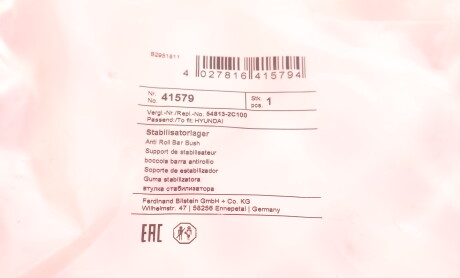 82981811
4 027816 415794
Nr. No. 41579 Stk. pcs. 1
Vergl.-Nr./Repl.-No. 54813-2C100
Passend./To fit: HYUNDAI
Stabilisatorlager
Anti Roll Bar Bush
Support de stabilisateur
boccola barra antirollio
Soporte de estabilizador
Guma stabilizatora
втулка стабилизатора
Ferdinand Bilstein GmbH + Co. KG
Wilhelmstr. 47 | 58256 Ennepetal | Germany
EAC